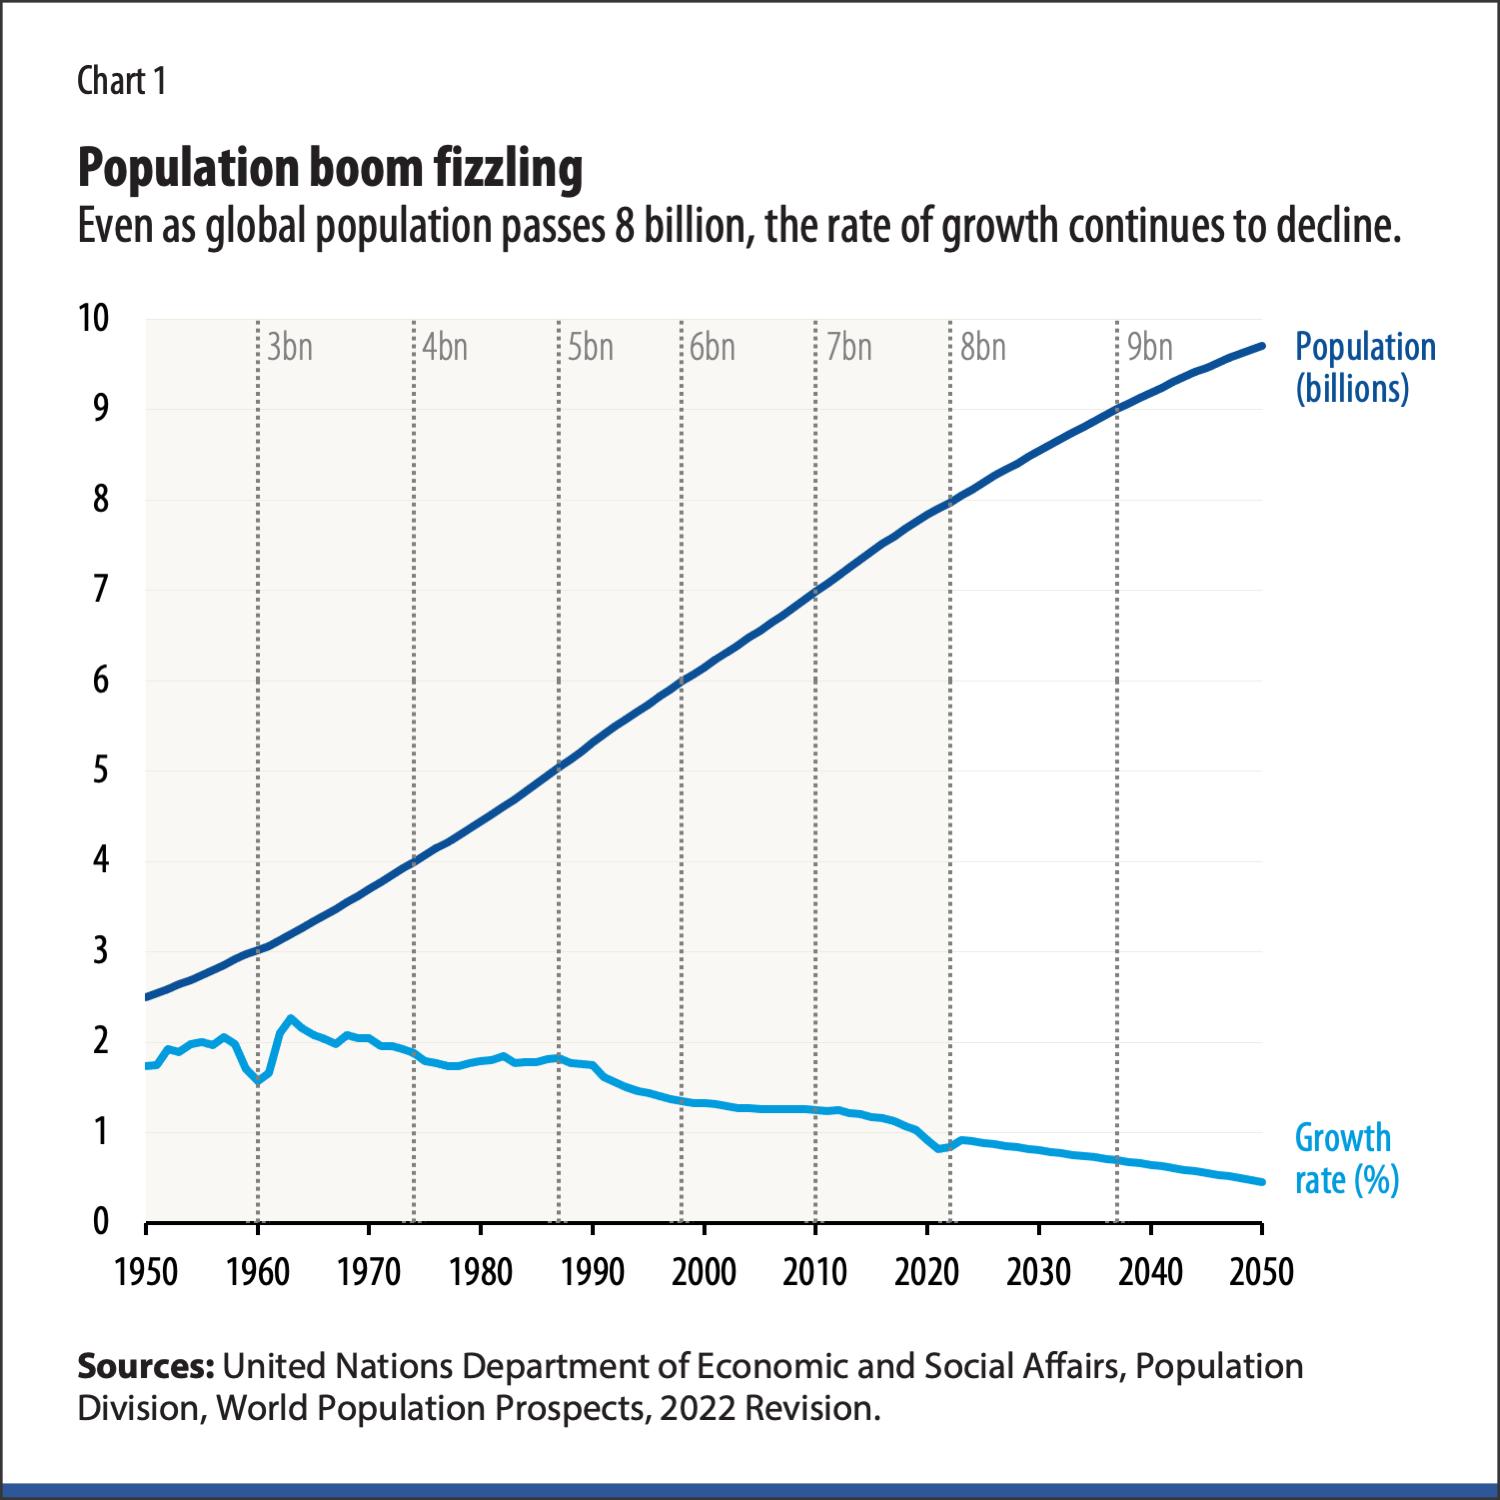 Chart 1
Population boom fizzling
Even as global population passes 8 billion, the rate of growth continues to decline.
10
3bn 4bn 5bn 6bn 7bn 8bn 9bn
Population
(billions)
9
8
7
6
5
4
3
2
1
Growth
rate (%)
0
1950 1960 1970 1980 1990 2000 2010 2020 2030 2040 2050
Sources: United Nations Department of Economic and Social Affairs, Population
Division, World Population Prospects, 2022 Revision.